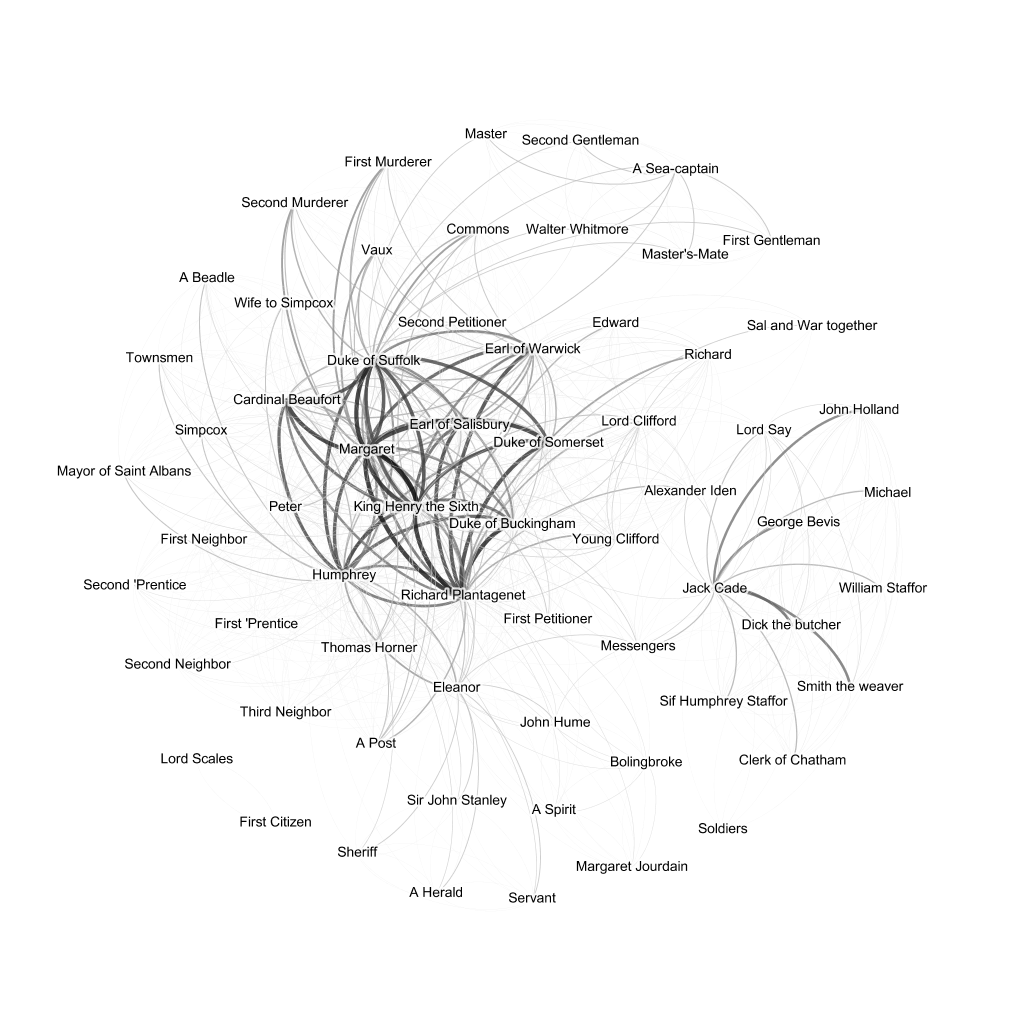 Master
Second Gentleman
First Murderer
A Sea-captain
Second Murderer
Commons
Walter Whitmore
First Gentleman
Vaux
Master's-Mate
A Beadle
Wife to Simpcox
Second Petitioner
Edward
Sal and War together
Townsmen
Duke of Suffolk
Earl of Warwick
Richard
Cardinal Beaufort
John Holland
Simpcox
Earl of Salisbury
Lord Clifford
Lord Say
Margaret
Duke of Somerset
Mayor of Saint Albans
Alexander Iden
Michael
Peter
King Henry the Sixth
Duke of Buckingham
George Bevis
First Neighbor
Young Clifford
Second 'Prentice
Humphrey
Richard Plantagenet
Jack Cade
William Staffor
First 'Prentice
First Petitioner
Dick the butcher
Thomas Horner
Messengers
Second Neighbor
Eleanor
Smith the weaver
Third Neighbor
Sif Humphrey Staffor
John Hume
A Post
Lord Scales
Bolingbroke
Clerk of Chatham
Sir John Stanley
A Spirit
First Citizen
Soldiers
Sheriff
Margaret Jourdain
A Herald
Servant